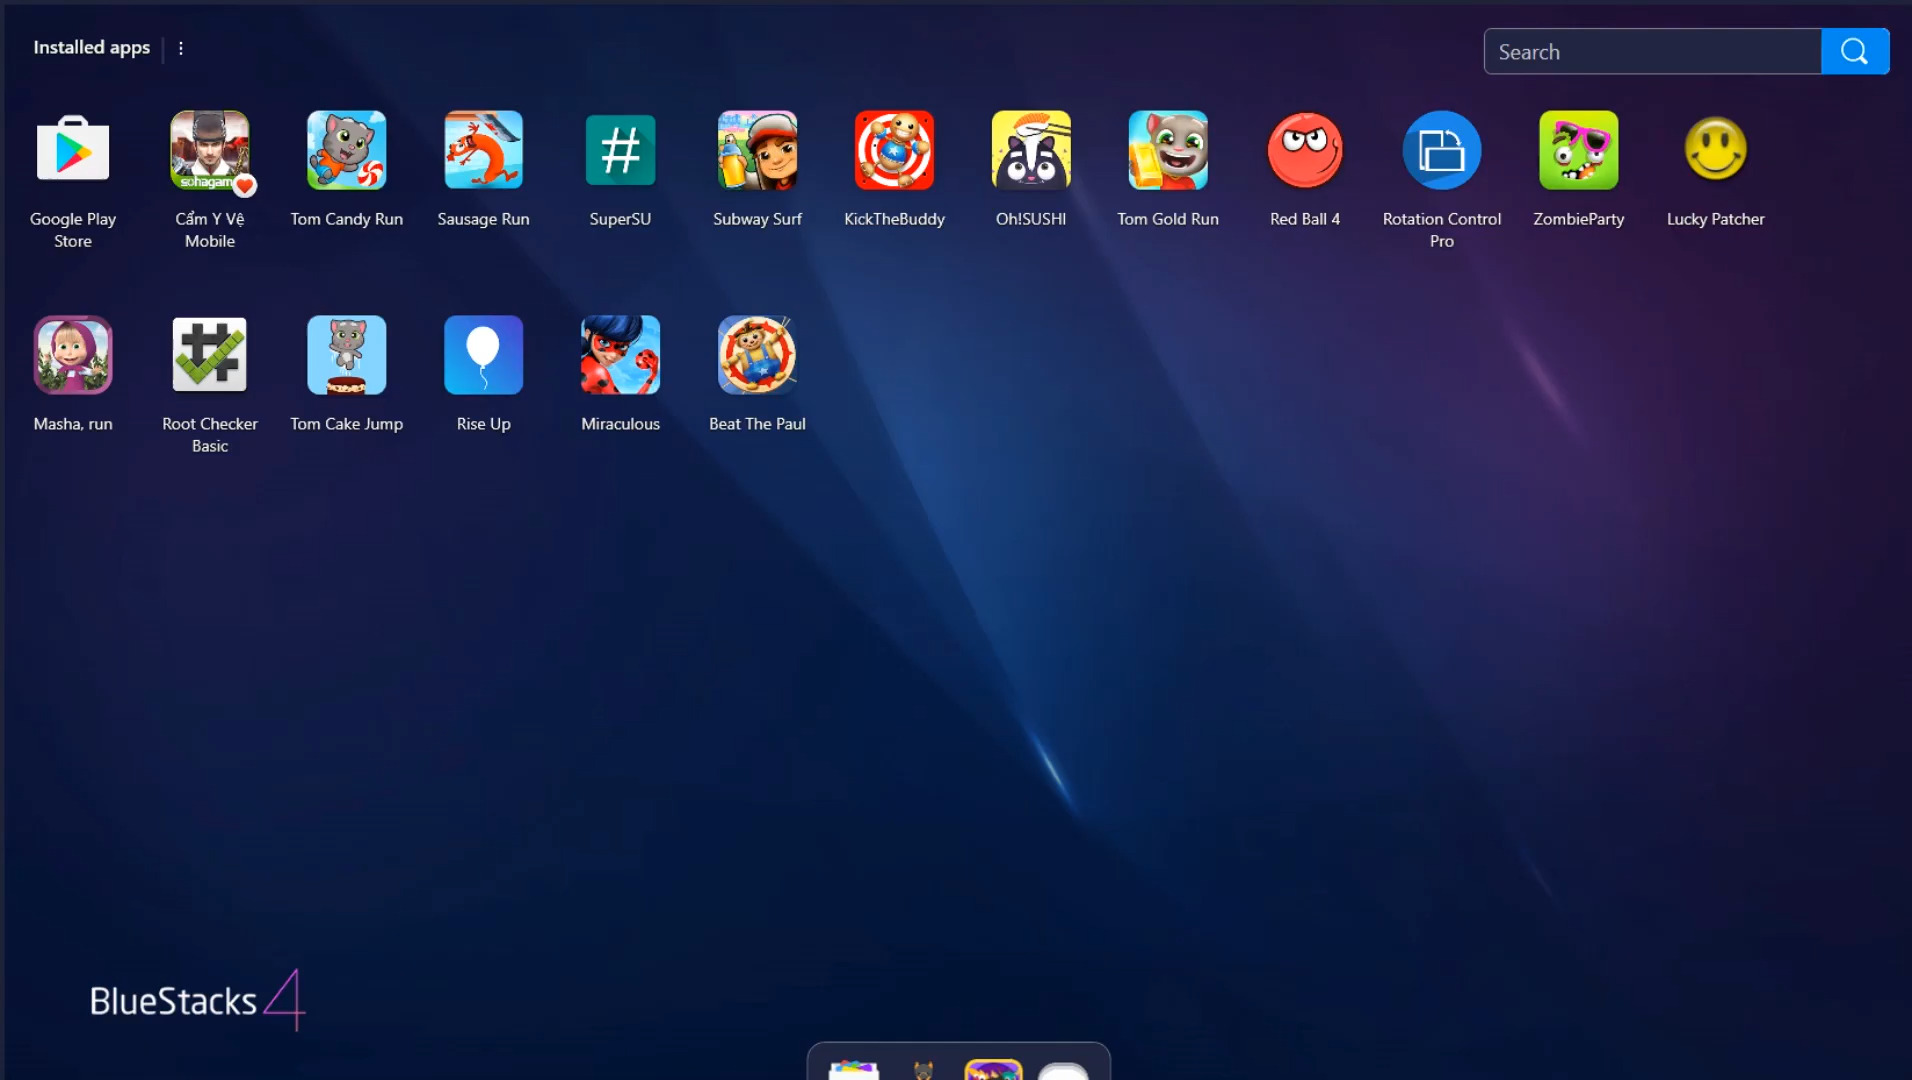 Installed apps
Search
sohagam
Google Play
Store
Cẩm Y Vệ
Mobile
Tom Candy Run
Sausage Run
SuperSU
Subway Surf
KickTheBuddy
Oh!SUSHI
Tom Gold Run
Red Ball 4
Rotation Control
Pro
ZombieParty
Lucky Patcher
Masha, run
Root Checker
Basic
Tom Cake Jump
Rise Up
Miraculous
Beat The Paul
BlueStacks 4